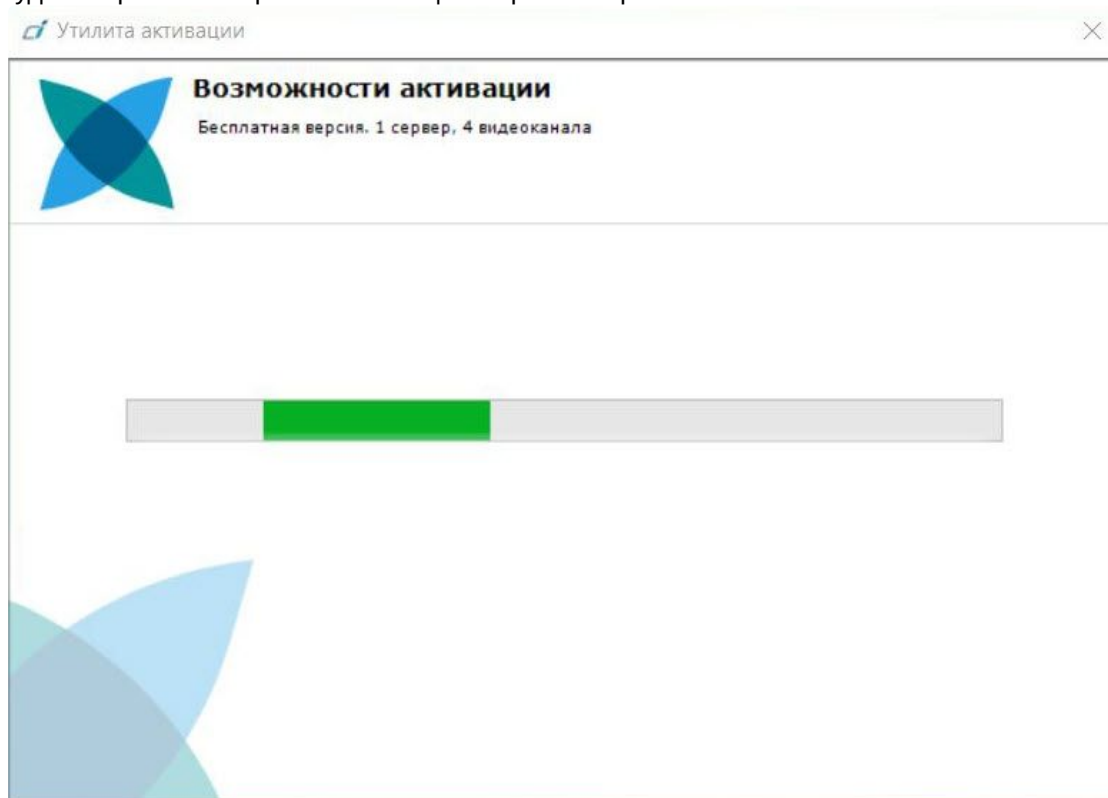 Утилита активации
Возможности активации
Бесплатная версия. 1 сервер, 4 видеоканала